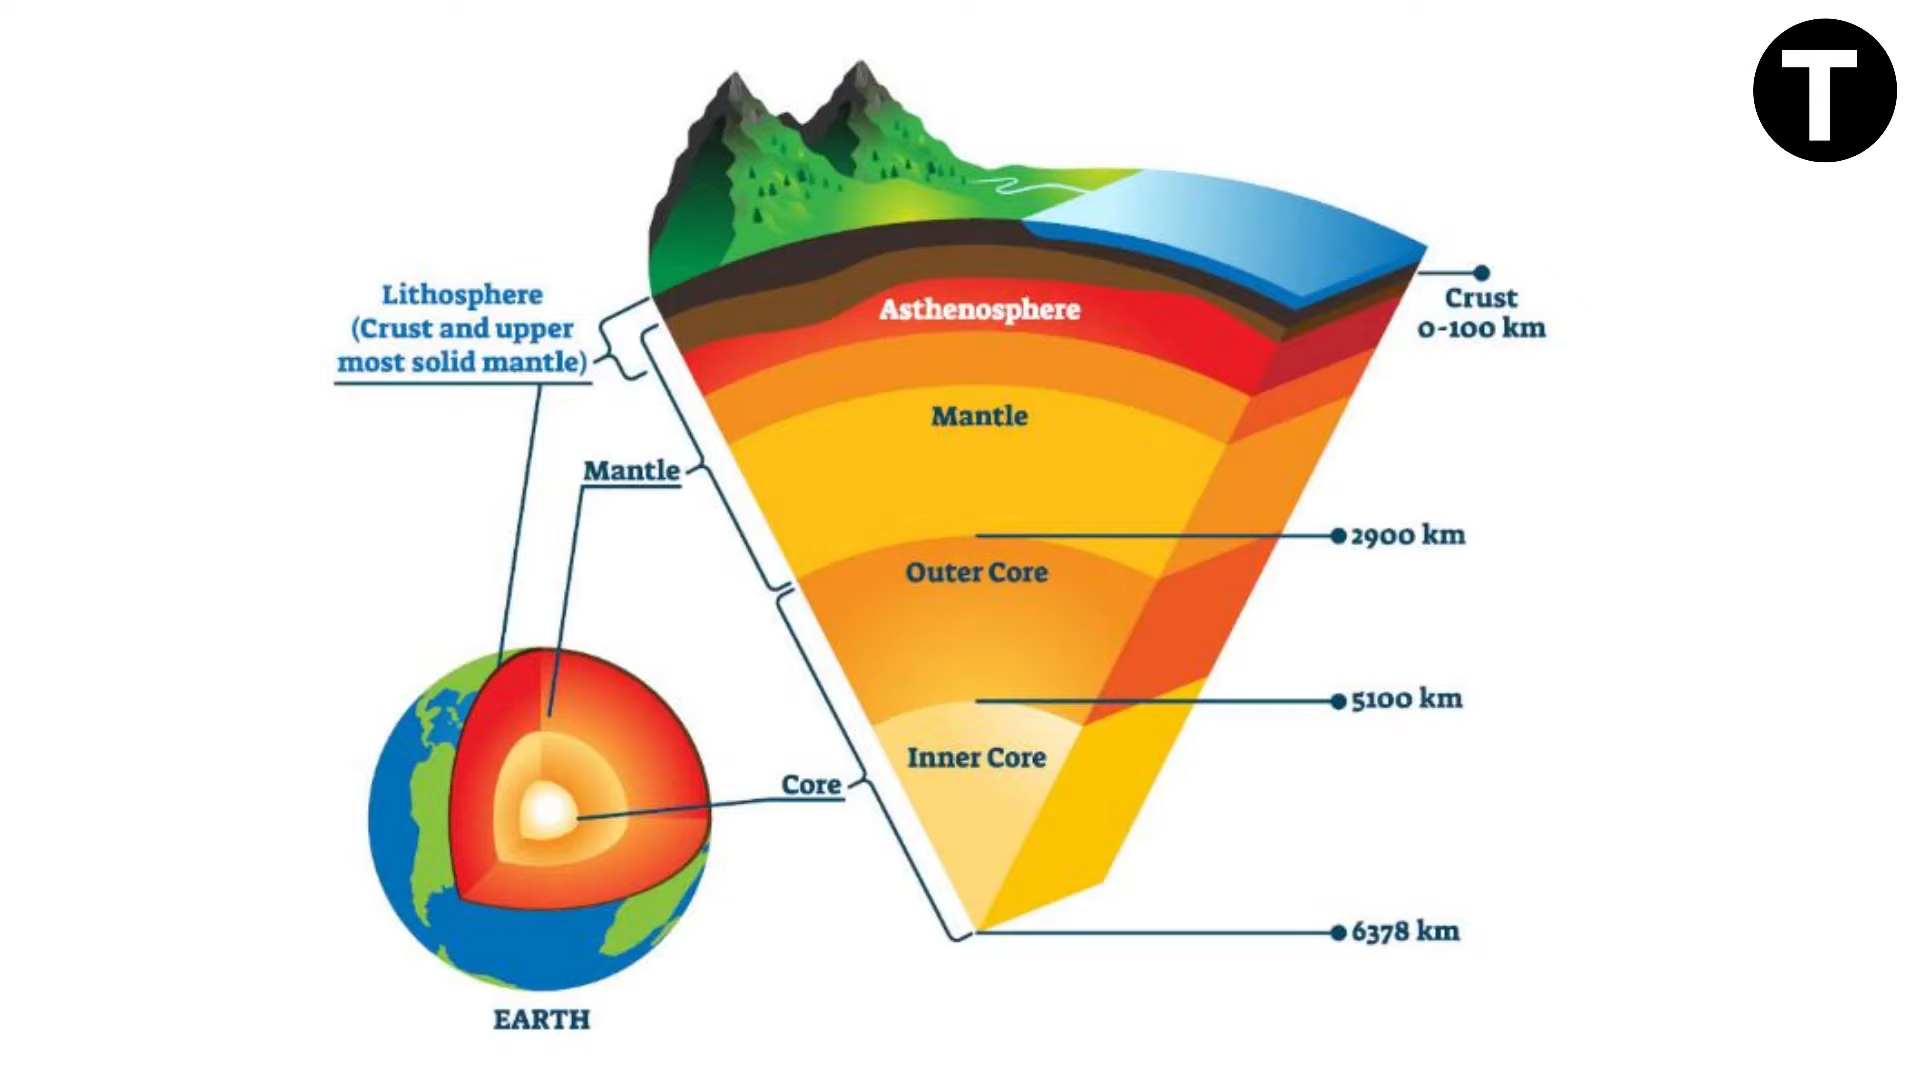 T
Lithosphere
(Crust and upper
most solid mantle)
Asthenosphere
Crust
0-100 km
Mantle
Mantle
2900 km
Outer Core
5100 km
Inner Core
Core
6378 km
EARTH